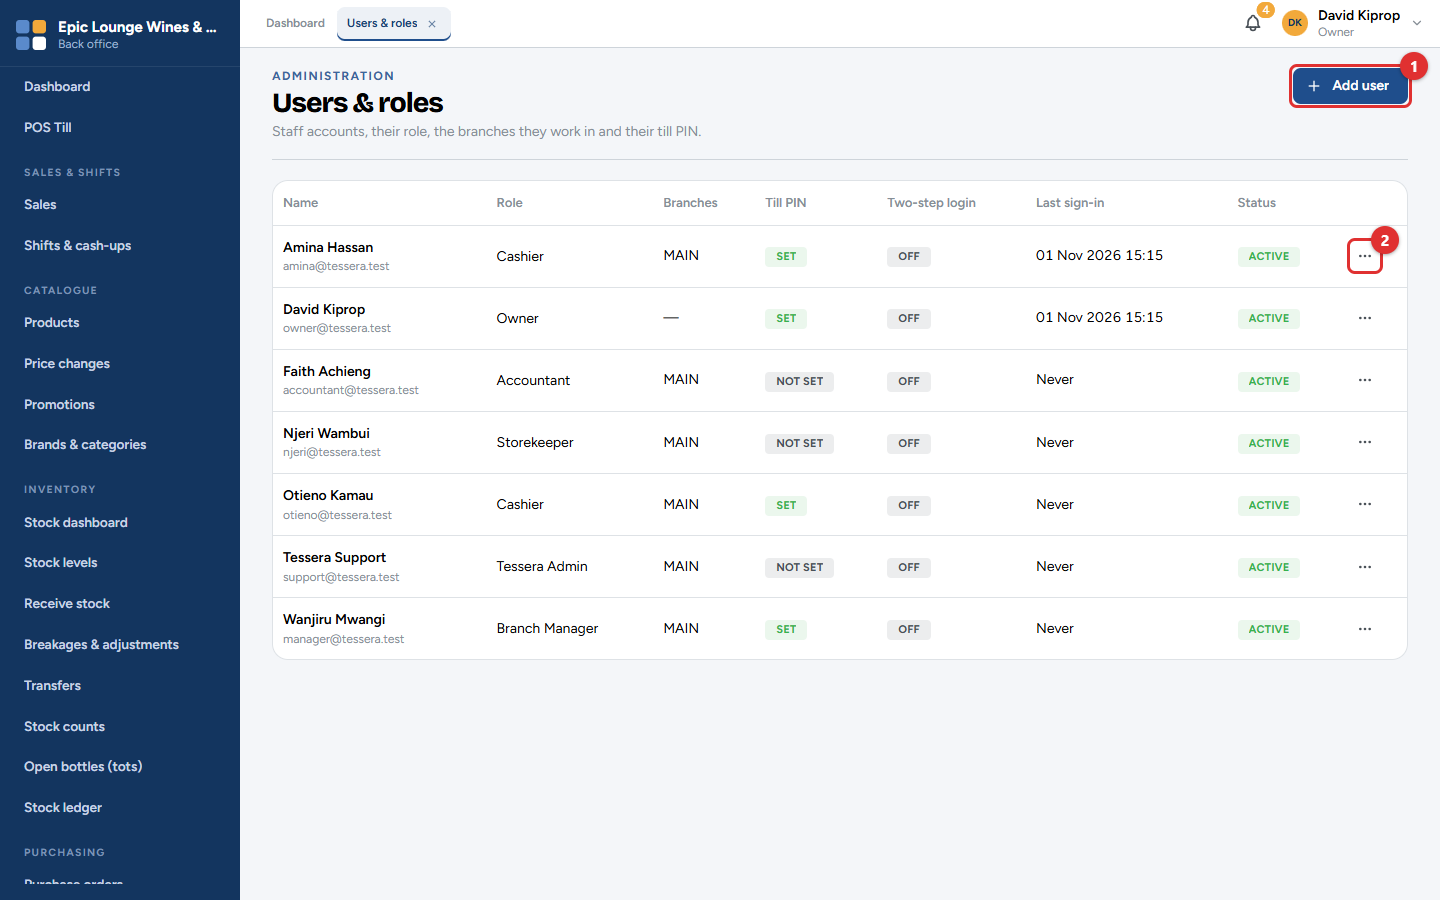 Epic Lounge Wines & ...
Back office
Dashboard
POS Till
SALES & SHIFTS
Sales
Shifts & cash-ups
CATALOGUE
Products
Price changes
Promotions
Brands & categories
INVENTORY
Stock dashboard
Stock levels
Receive stock
Breakages & adjustments
Transfers
Stock counts
Open bottles (tots)
Stock ledger
PURCHASING
Purchase orders
Dashboard
Users & roles ×
4
DK
David Kiprop
Owner
ADMINISTRATION
Users & roles
Staff accounts, their role, the branches they work in and their till PIN.
+ Add user
1
Name Role Branches Till PIN Two-step login Last sign-in Status
Amina Hassan
amina@tessera.test
Cashier MAIN SET OFF 01 Nov 2026 15:15 ACTIVE ...
2
David Kiprop
owner@tessera.test
Owner — SET OFF 01 Nov 2026 15:15 ACTIVE ...
Faith Achieng
accountant@tessera.test
Accountant MAIN NOT SET OFF Never ACTIVE ...
Njeri Wambui
njeri@tessera.test
Storekeeper MAIN NOT SET OFF Never ACTIVE ...
Otieno Kamau
otieno@tessera.test
Cashier MAIN SET OFF Never ACTIVE ...
Tessera Support
support@tessera.test
Tessera Admin MAIN NOT SET OFF Never ACTIVE ...
Wanjiru Mwangi
manager@tessera.test
Branch Manager MAIN SET OFF Never ACTIVE ...